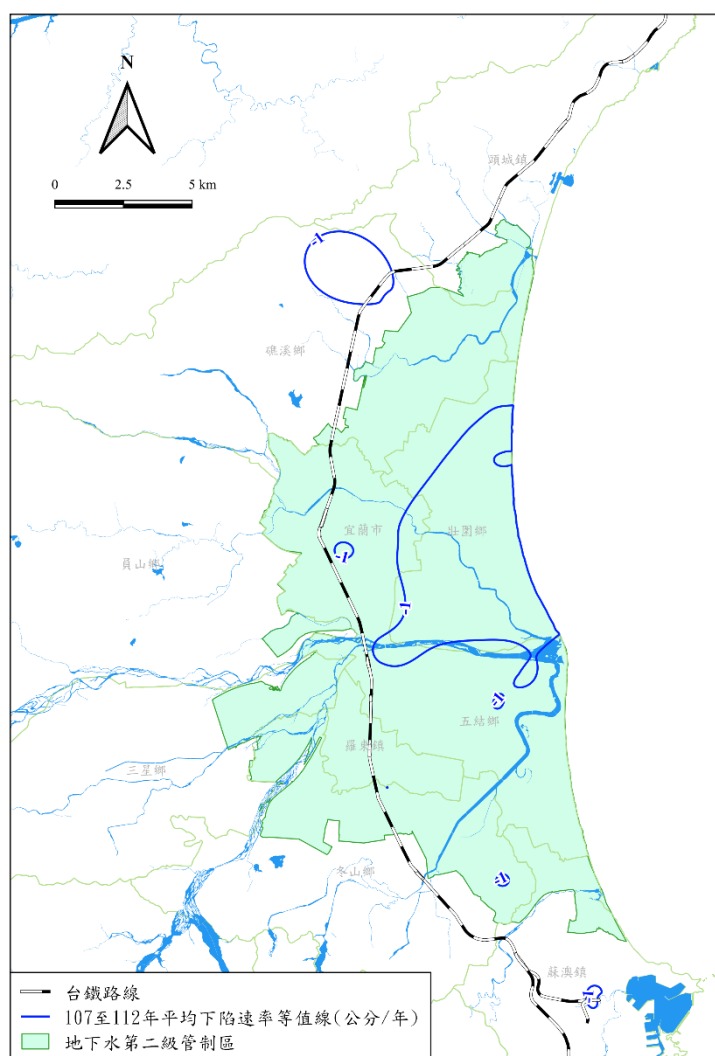 N
0 2.5 5 km
頭城鎮
-1
礁溪鄉
宜蘭市
壯圍鄉
-1
員山鄉
-1
-1
五結鄉
羅東鎮
三星鄉
-1
冬山鄉
蘇澳鎮
-1
台鐵路線
107至112年平均下陷速率等值線(公分/年)
地下水第二級管制區